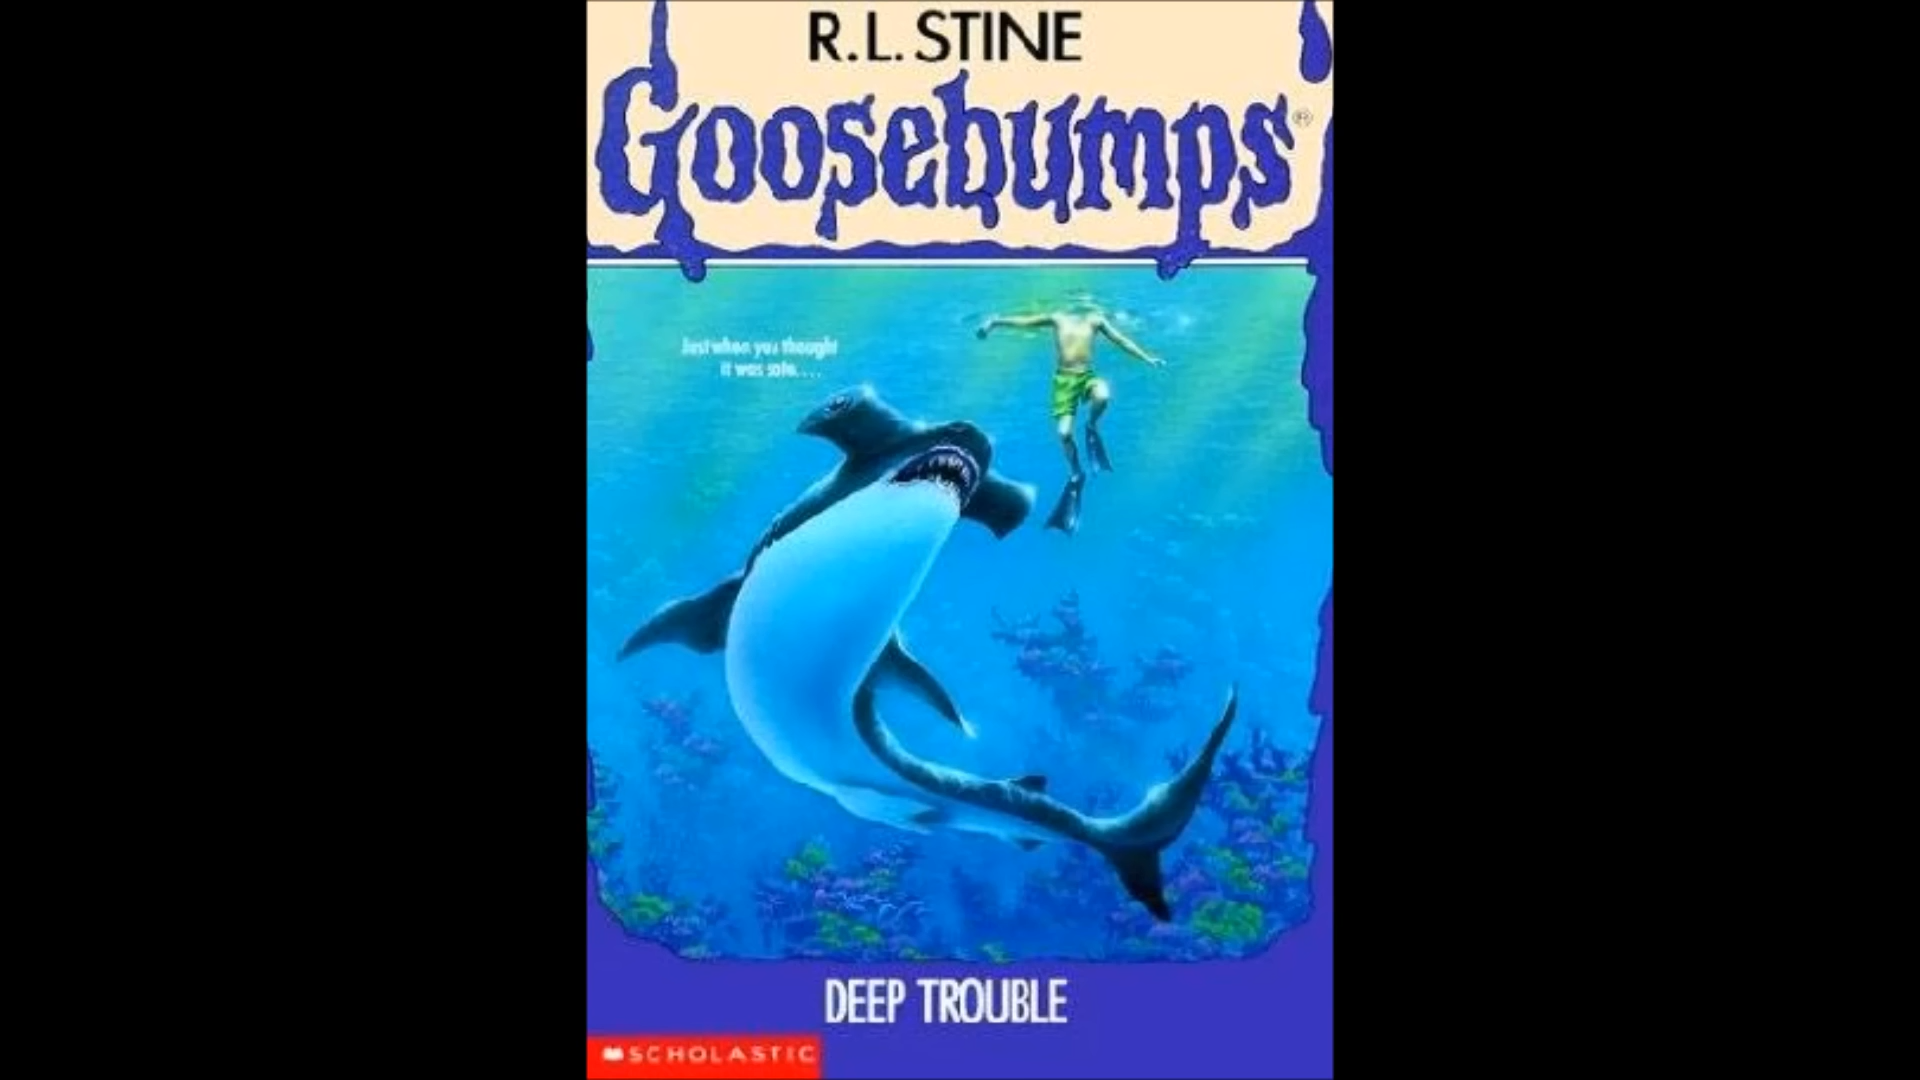 R.L. STINE
Goosebumps®
Just when you thought
it was safe....
DEEP TROUBLE
SCHOLASTIC